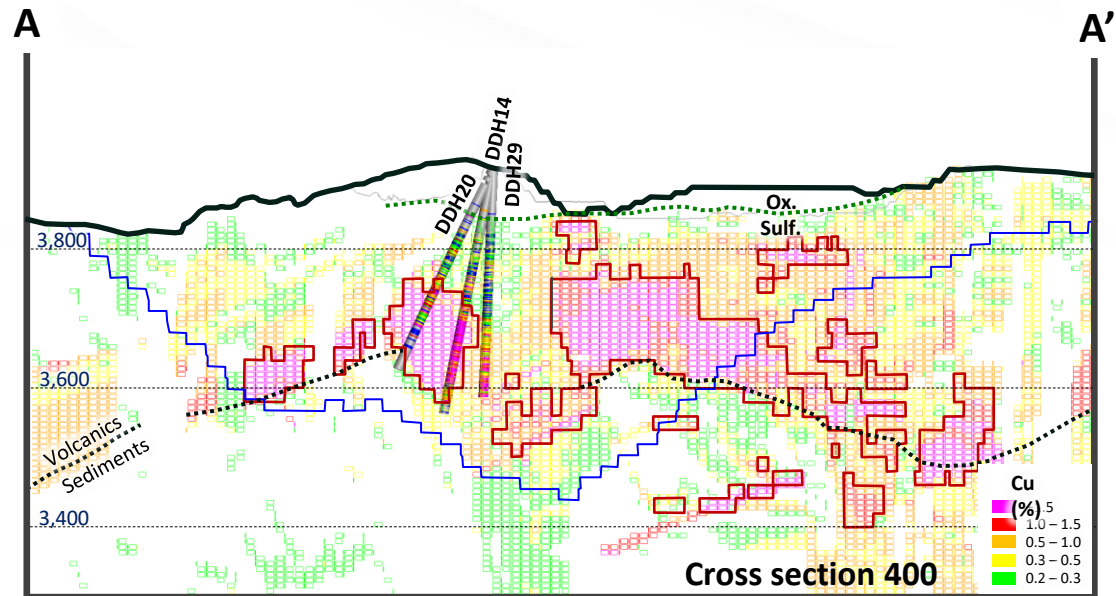 A
A'
DDH14
DDH29
DDH20
Ox.
Sulf.
3,800
3,600
3,400
Volcanics
Sediments
Cu
(%)
.5
1.0 – 1.5
0.5 – 1.0
0.3 – 0.5
0.2 – 0.3
Cross section 400